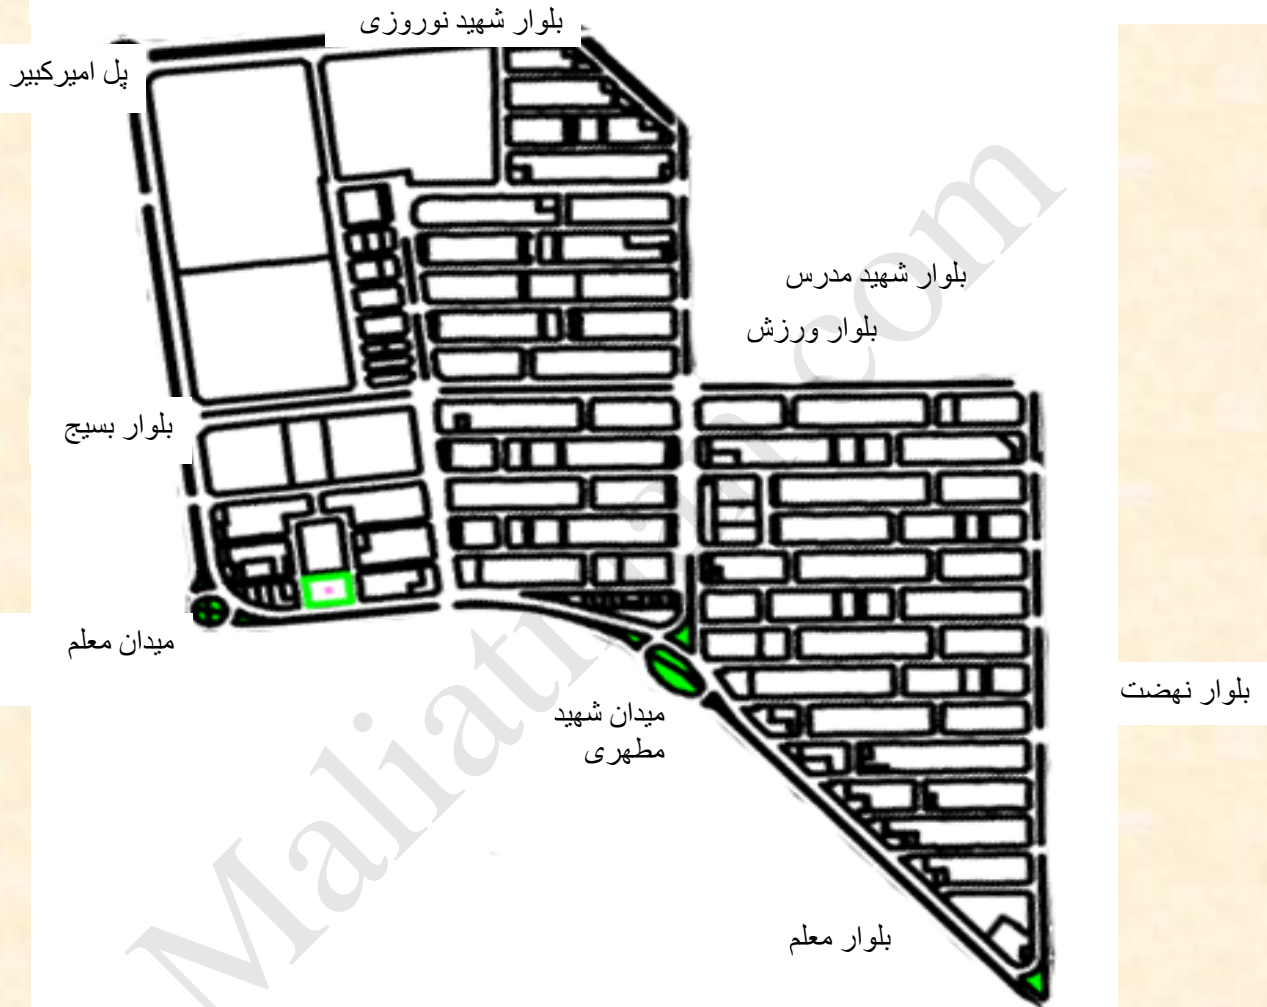 بلوار شهید نوروزی
پل امیرکبیر
بلوار شهید مدرس
بلوار ورزش
بلوار بسیج
میدان معلم
بلوار نهضت
میدان شهید
مطهری
بلوار معلم
Maliatiran.com